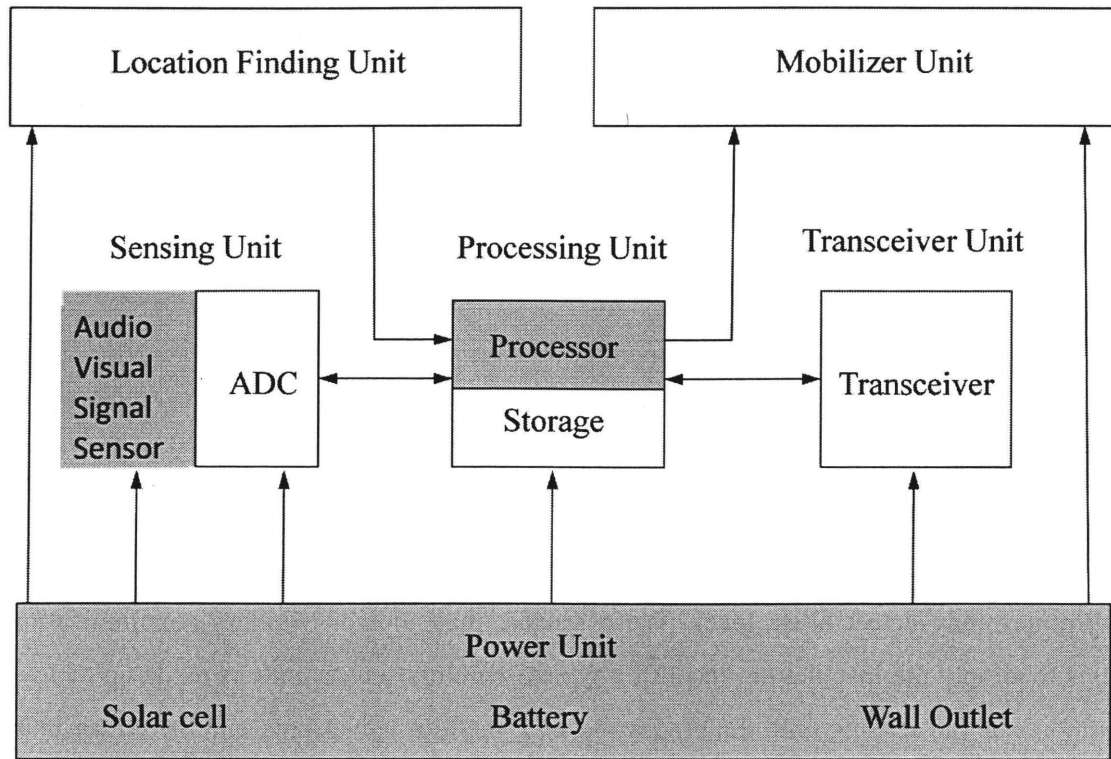 Location Finding Unit
Mobilizer Unit
Sensing Unit
Processing Unit
Transceiver Unit
Audio
Visual
Signal
Sensor
ADC
Processor
Storage
Transceiver
Power Unit
Solar cell
Battery
Wall Outlet